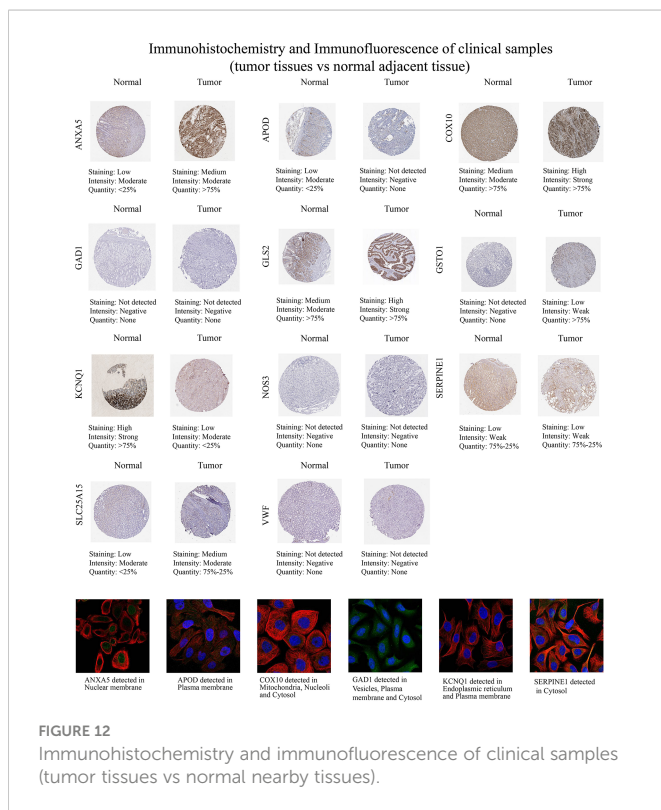 Immunohistochemistry and Immunofluorescence of clinical samples
(tumor tissues vs normal adjacent tissue)
Normal
Tumor
ANXA5
Staining: Low
Intensity: Moderate
Quantity: <25%
Staining: Medium
Intensity: Moderate
Quantity: >75%
Normal
Tumor
APOD
Staining: Low
Intensity: Moderate
Quantity: <25%
Staining: Not detected
Intensity: Negative
Quantity: None
Normal
Tumor
COX10
Staining: Medium
Intensity: Moderate
Quantity: >75%
Staining: High
Intensity: Strong
Quantity: >75%
Normal
Tumor
GAD1
Staining: Not detected
Intensity: Negative
Quantity: None
Staining: Not detected
Intensity: Negative
Quantity: None
Normal
Tumor
GLS2
Staining: Medium
Intensity: Moderate
Quantity: >75%
Staining: High
Intensity: Strong
Quantity: >75%
Normal
Tumor
GSTO1
Staining: Not detected
Intensity: Negative
Quantity: None
Staining: Low
Intensity: Weak
Quantity: >75%
Normal
Tumor
KCNQ1
Staining: High
Intensity: Strong
Quantity: >75%
Staining: Low
Intensity: Moderate
Quantity: <25%
Normal
Tumor
NOS3
Staining: Not detected
Intensity: Negative
Quantity: None
Staining: Not detected
Intensity: Negative
Quantity: None
Normal
Tumor
SERPINE1
Staining: Low
Intensity: Weak
Quantity: 75%-25%
Staining: Low
Intensity: Weak
Quantity: 75%-25%
Normal
Tumor
SLC25A15
Staining: Low
Intensity: Moderate
Quantity: <25%
Staining: Medium
Intensity: Moderate
Quantity: 75%-25%
Normal
Tumor
VWF
Staining: Not detected
Intensity: Negative
Quantity: None
Staining: Not detected
Intensity: Negative
Quantity: None
ANXA5 detected in
Nuclear membrane
APOD detected in
Plasma membrane
COX10 detected in
Mitochondria, Nucleoli
and Cytosol
GAD1 detected in
Vesicles, Plasma
membrane and Cytosol
KCNQ1 detected in
Endoplasmic reticulum
and Plasma membrane
SERPINE1 detected
in Cytosol
FIGURE 12
Immunohistochemistry and immunofluorescence of clinical samples
(tumor tissues vs normal nearby tissues).